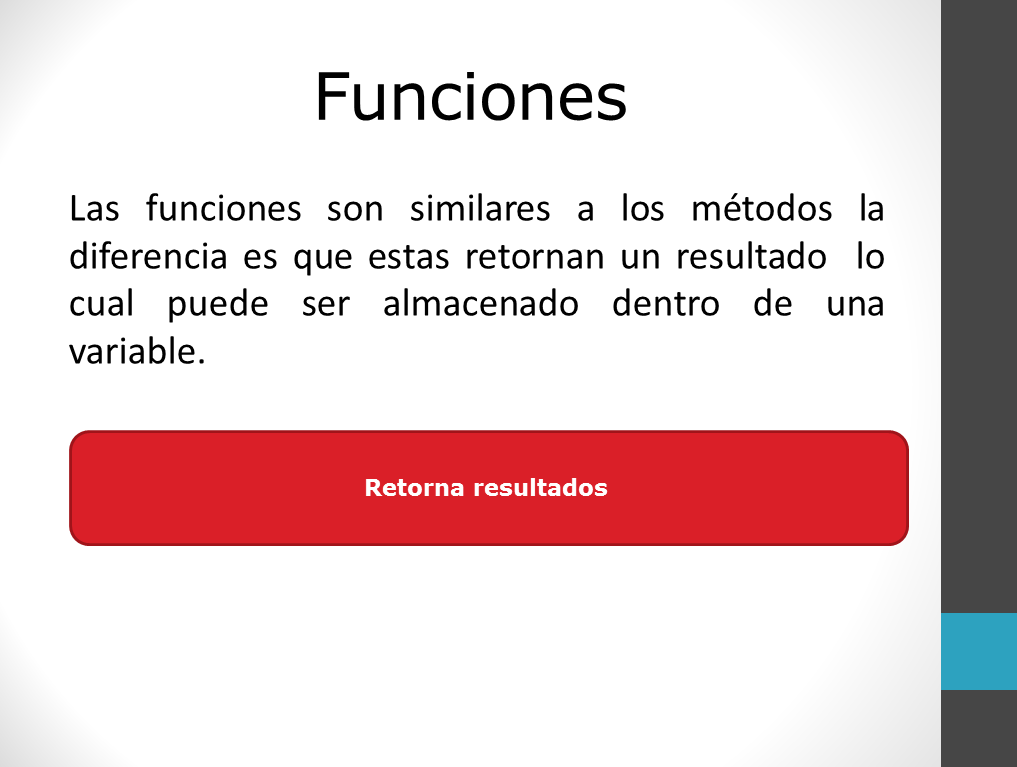 Funciones
Las funciones son similares a los métodos la
diferencia es que estas retornan un resultado lo
cual puede ser almacenado dentro de una
variable.
Retorna resultados